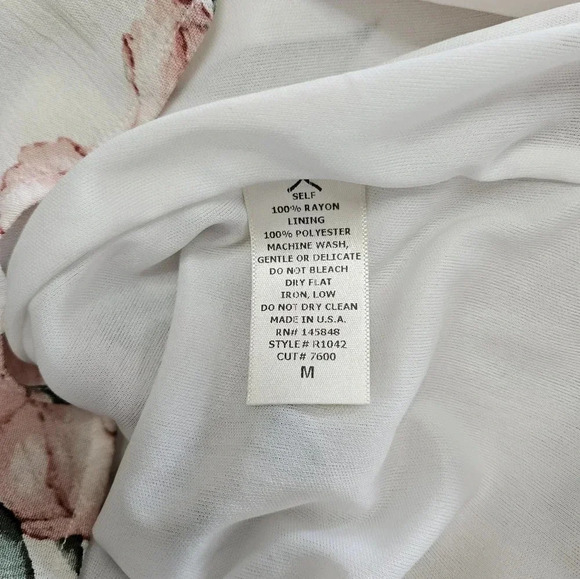 SELF
100% RAYON
LINING
100% POLYESTER
MACHINE WASH,
GENTLE OR DELICATE
DO NOT BLEACH
DRY FLAT
IRON, LOW
DO NOT DRY CLEAN
MADE IN U.S.A.
RN# 145848
STYLE# R1042
CUT# 7600
M